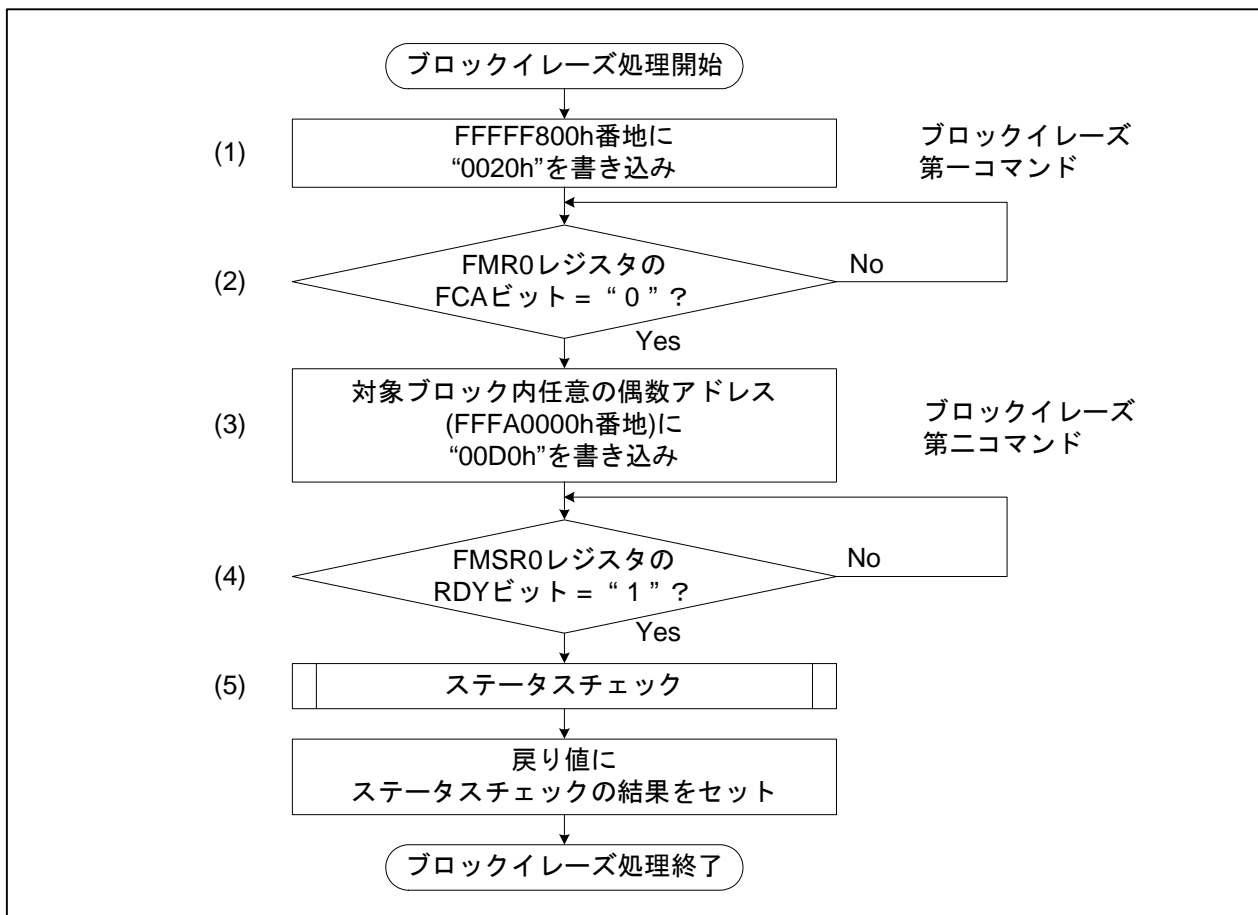 ブロックイレーズ処理開始
(1)
FFFFF800h番地に
“0020h”を書き込み
ブロックイレーズ
第一コマンド
(2)
FMR0レジスタの
FCAビット = “ 0 ” ?
No
Yes
(3)
対象ブロック内任意の偶数アドレス
(FFFA0000h番地)に
“00D0h”を書き込み
ブロックイレーズ
第二コマンド
(4)
FMSR0レジスタの
RDYビット = “ 1 ” ?
No
Yes
(5)
ステータスチェック
戻り値に
ステータスチェックの結果をセット
ブロックイレーズ処理終了